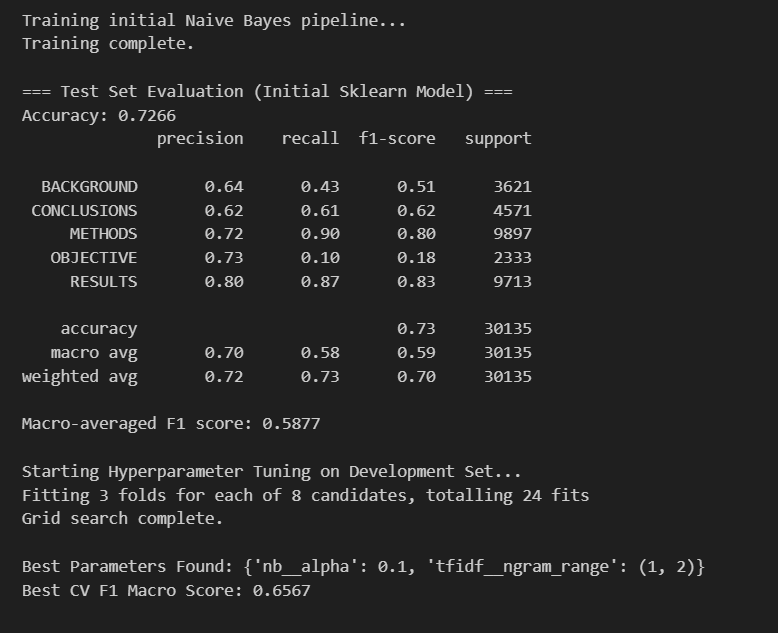 Training initial Naive Bayes pipeline...
Training complete.
=== Test Set Evaluation (Initial Sklearn Model) ===
Accuracy: 0.7266
precision recall f1-score support
BACKGROUND 0.64 0.43 0.51 3621
CONCLUSIONS 0.62 0.61 0.62 4571
METHODS 0.72 0.90 0.80 9897
OBJECTIVE 0.73 0.10 0.18 2333
RESULTS 0.80 0.87 0.83 9713
accuracy 0.73 30135
macro avg 0.70 0.58 0.59 30135
weighted avg 0.72 0.73 0.70 30135
Macro-averaged F1 score: 0.5877
Starting Hyperparameter Tuning on Development Set...
Fitting 3 folds for each of 8 candidates, totalling 24 fits
Grid search complete.
Best Parameters Found: {'nb__alpha': 0.1, 'tfidf__ngram_range': (1, 2)}
Best CV F1 Macro Score: 0.6567